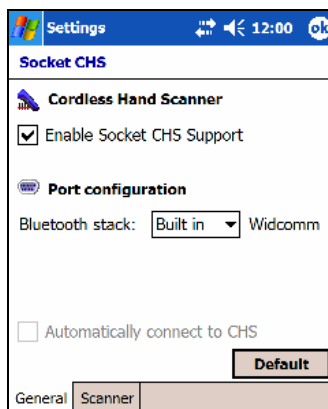 Settings 12:00 ok
Socket CHS
Cordless Hand Scanner
Enable Socket CHS Support
Port configuration
Bluetooth stack: Built in Widcomm
Automatically connect to CHS
Default
General Scanner